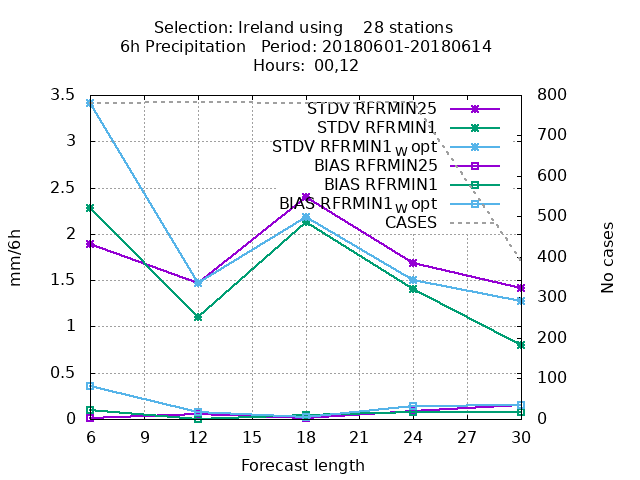 Selection: Ireland using    28 stations
6h Precipitation   Period: 20180601-20180614
Hours:  00,12
3.5
3
2.5
2
1.5
1
0.5
0
mm/6h
STDV RFRMIN25
STDV RFRMIN1
STDV RFRMIN1_W opt
BIAS RFRMIN25
BIAS RFRMIN1
BIAS RFRMIN1_W opt
CASES
800
700
600
500
400
300
200
100
0
No cases
6 9 12 15 18 21 24 27 30
Forecast length